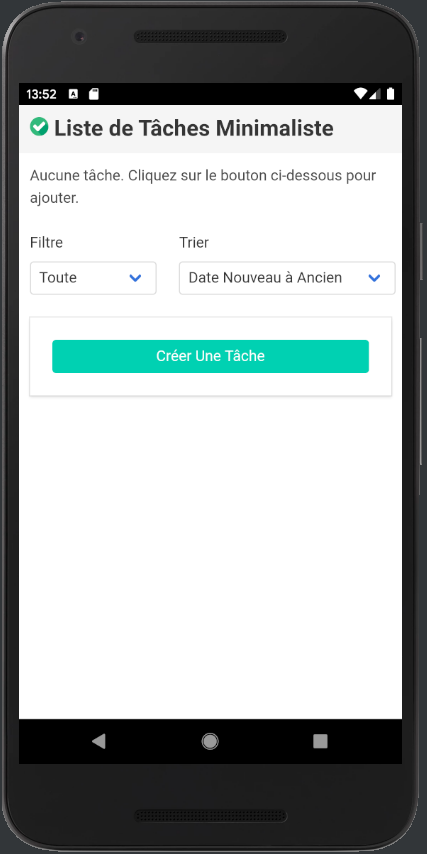 13:52
Liste de Tâches Minimaliste
Aucune tâche. Cliquez sur le bouton ci-dessous pour
ajouter.
Filtre Trier
Toute Date Nouveau à Ancien
Créer Une Tâche